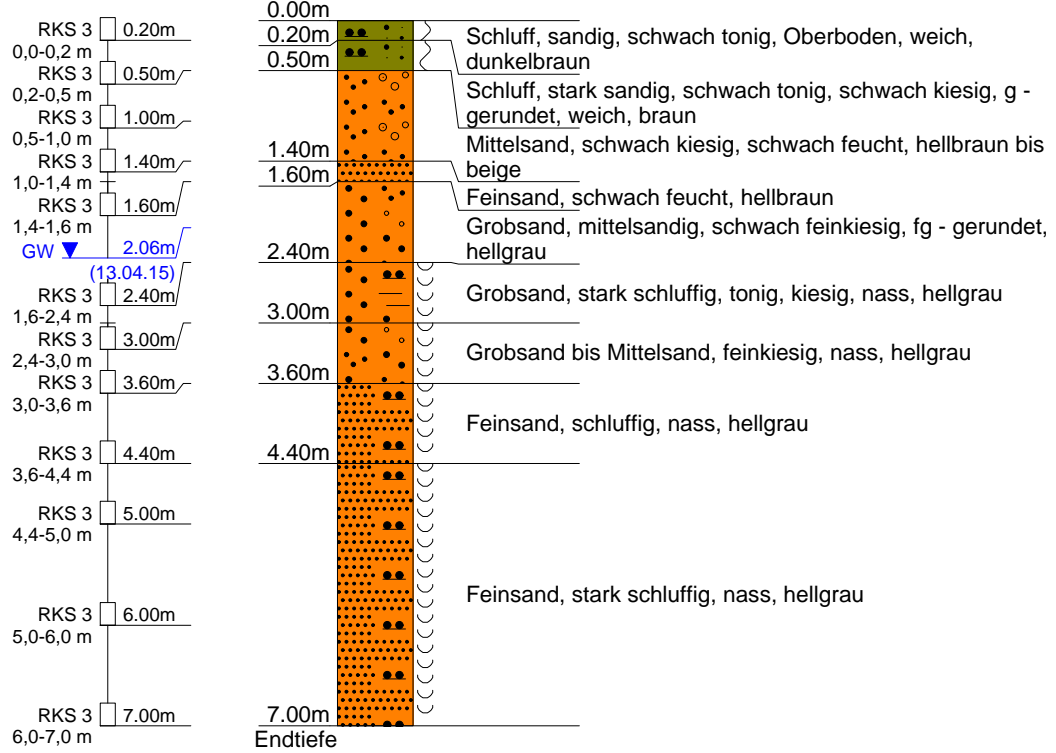 0.00m
RKS 3 0.20m
0,0-0,2 m
0.20m
Schluff, sandig, schwach tonig, Oberboden, weich,
dunkelbraun
RKS 3 0.50m
0,2-0,5 m
0.50m
Schluff, stark sandig, schwach tonig, schwach kiesig, g -
gerundet, weich, braun
RKS 3 1.00m
0,5-1,0 m
RKS 3 1.40m
1,0-1,4 m
1.40m
Mittelsand, schwach kiesig, schwach feucht, hellbraun bis
beige
RKS 3 1.60m
1,4-1,6 m
1.60m
Feinsand, schwach feucht, hellbraun
GW 2.06m
(13.04.15)
Grobsand, mittelsandig, schwach feinkiesig, fg - gerundet,
hellgrau
RKS 3 2.40m
1,6-2,4 m
2.40m
Grobsand, stark schluffig, tonig, kiesig, nass, hellgrau
RKS 3 3.00m
2,4-3,0 m
3.00m
Grobsand bis Mittelsand, feinkiesig, nass, hellgrau
RKS 3 3.60m
3,0-3,6 m
3.60m
Feinsand, schluffig, nass, hellgrau
RKS 3 4.40m
3,6-4,4 m
4.40m
RKS 3 5.00m
4,4-5,0 m
Feinsand, stark schluffig, nass, hellgrau
RKS 3 6.00m
5,0-6,0 m
RKS 3 7.00m
6,0-7,0 m
7.00m
Endtiefe